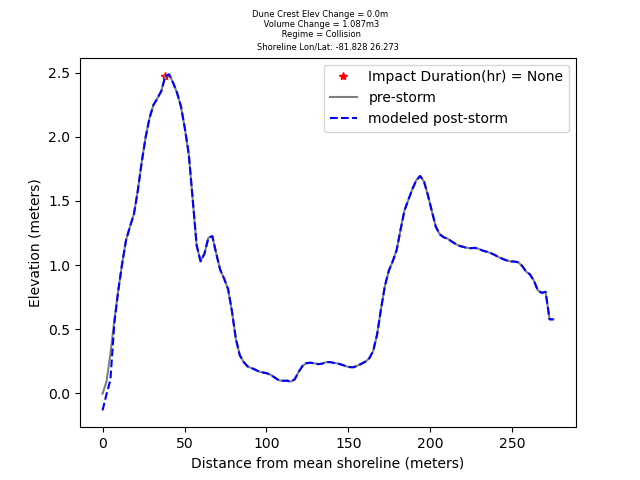 Dune Crest Elev Change = 0.0m
Volume Change = 1.087m3
Regime = Collision
Shoreline Lon/Lat: -81.828 26.273
Impact Duration(hr) = None
pre-storm
modeled post-storm
Elevation (meters)
2.5
2.0
1.5
1.0
0.5
0.0
0 50 100 150 200 250
Distance from mean shoreline (meters)